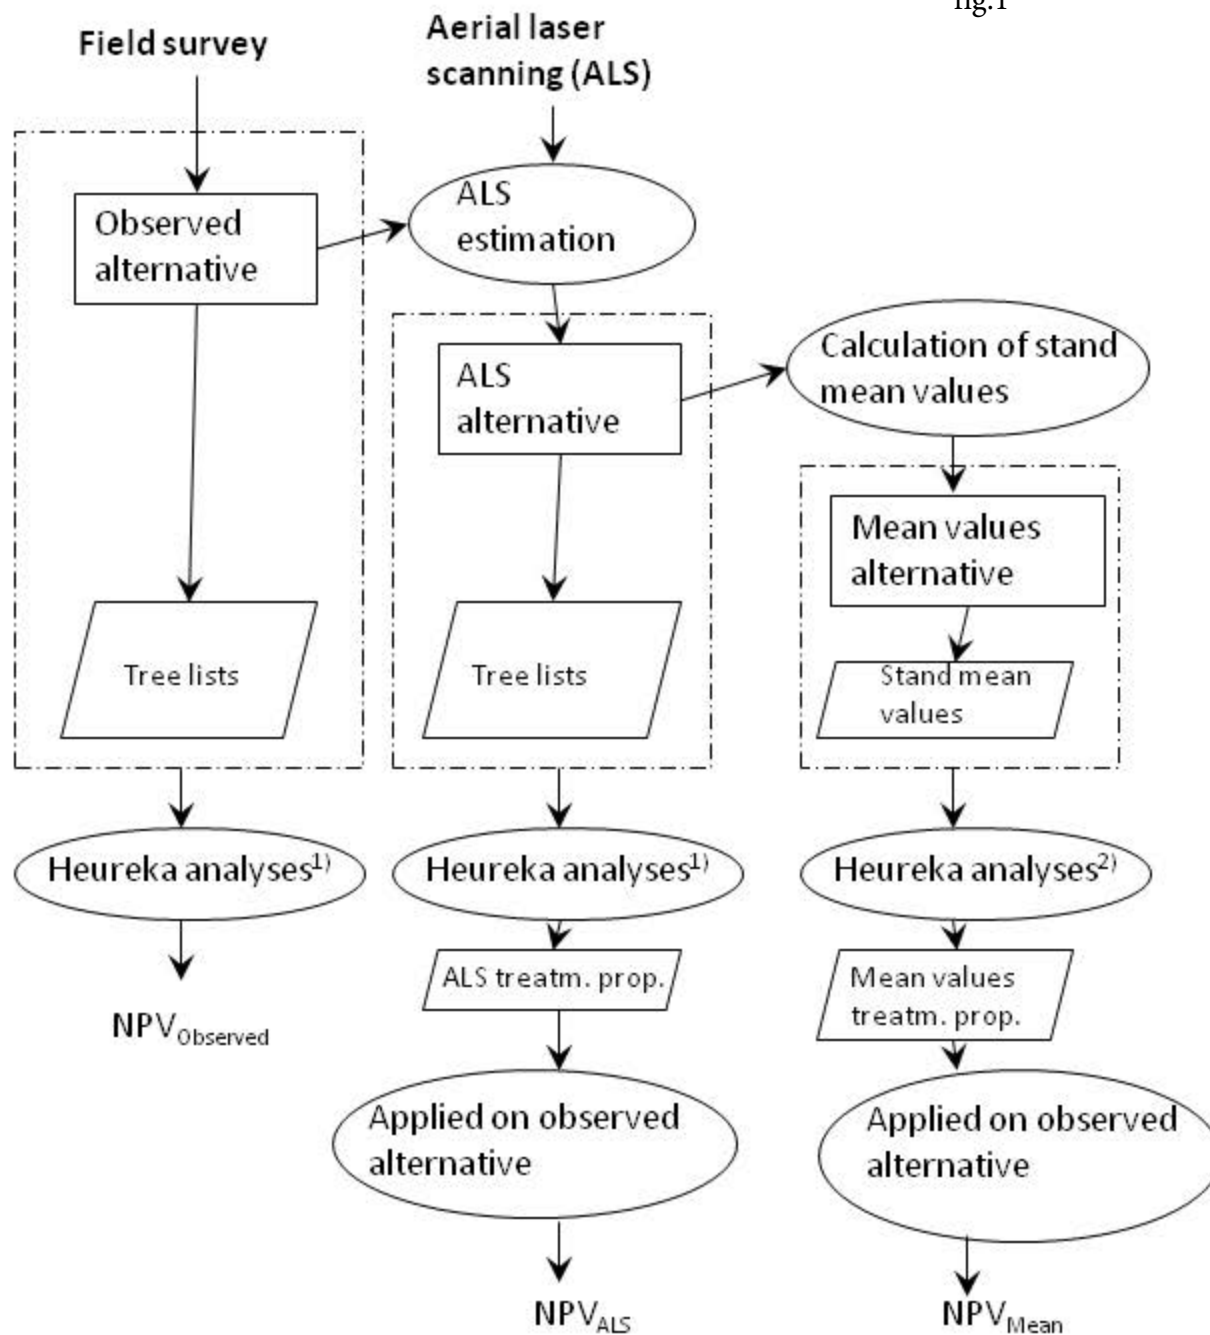 fig.1
Field survey
Aerial laser
scanning (ALS)
Observed
alternative
ALS
estimation
ALS
alternative
Calculation of stand
mean values
Mean values
alternative
Tree lists
Tree lists
Stand mean
values
Heureka analyses1)
Heureka analyses1)
Heureka analyses2)
ALS treatm. prop.
Mean values
treatm. prop.
NPVObserved
Applied on observed
alternative
Applied on observed
alternative
NPVALS
NPVMean